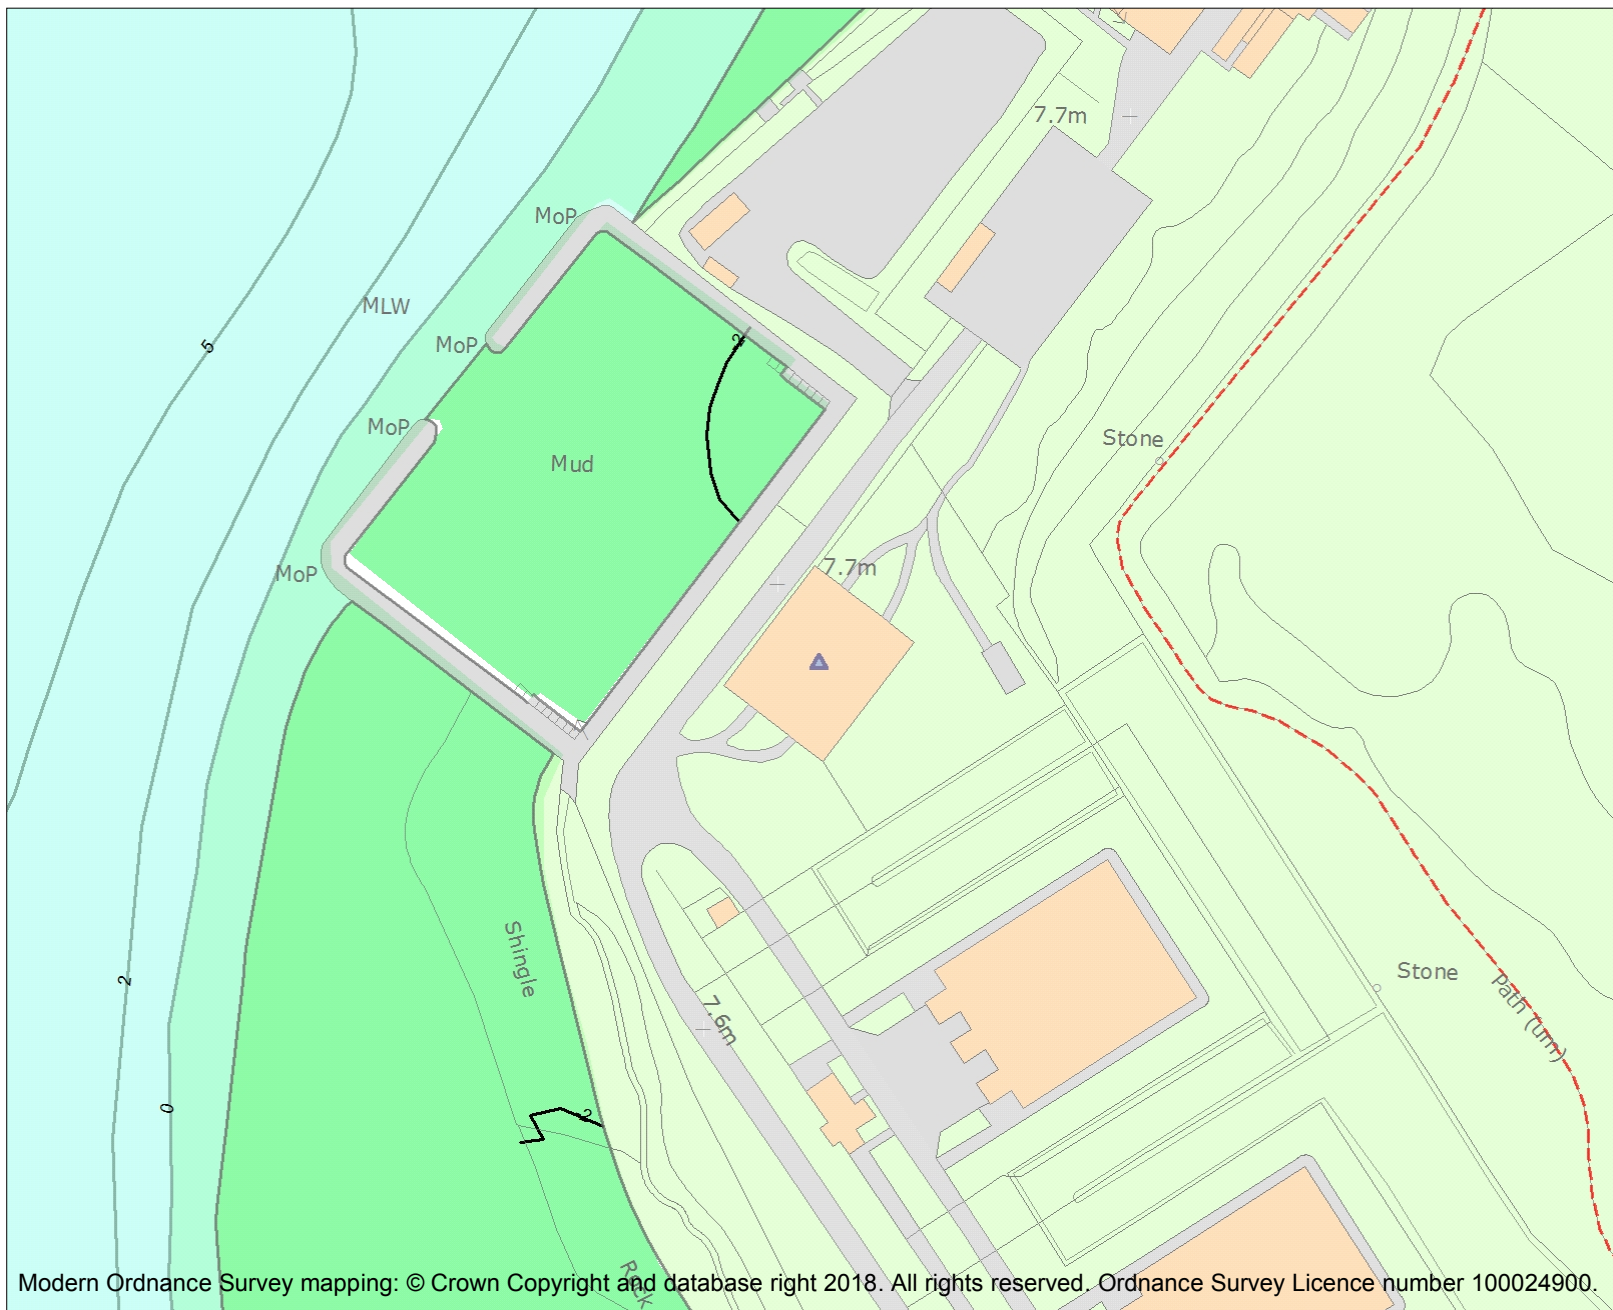 7.7m
MoP
MLW
5
MoP
2
MoP
Stone
Mud
7.7m
MoP
Shingle
Stone
2
Path (um)
7.6m
0
2
Rock
Modern Ordnance Survey mapping: © Crown Copyright and database right 2018. All rights reserved. Ordnance Survey Licence number 100024900.